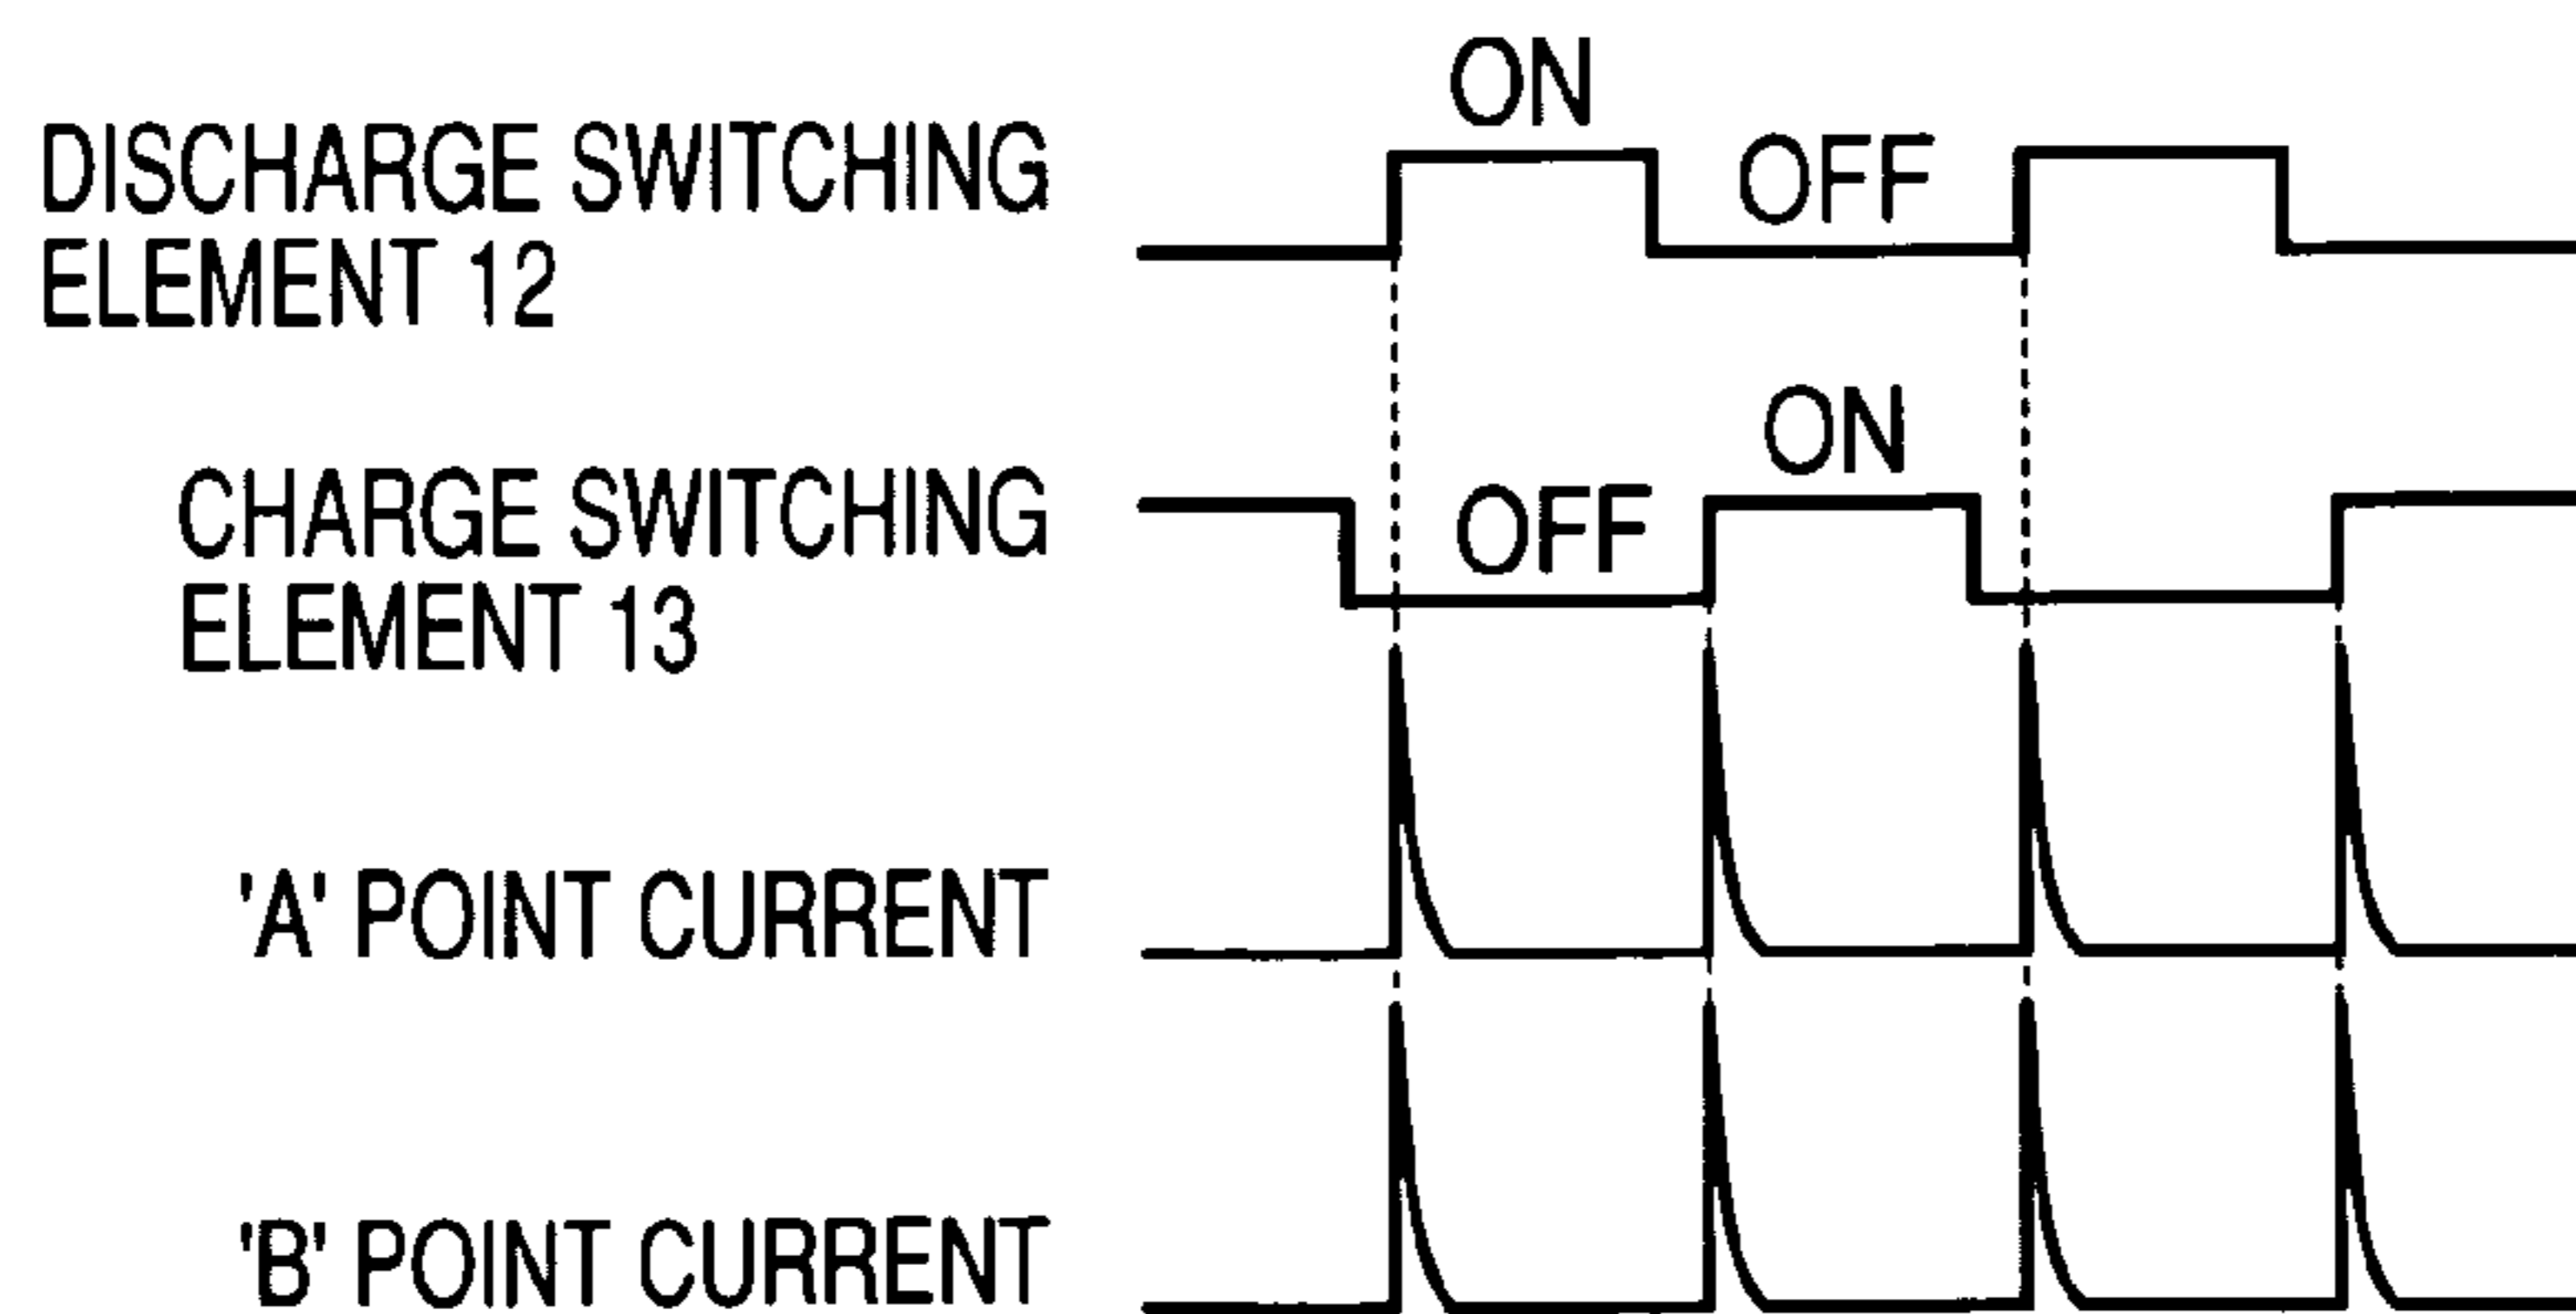 ON
DISCHARGE SWITCHING
OFF
ELEMENT 12
ON
CHARGE SWITCHING
OFF
ELEMENT 13
'A' POINT CURRENT
'B' POINT CURRENT